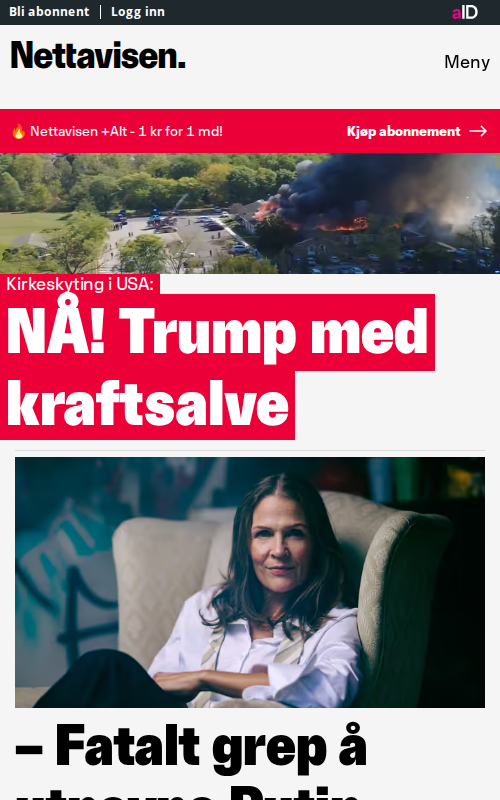 Bli abonnent | Logg inn
aID
Nettavisen.
Meny
🔥 Nettavisen +Alt - 1 kr for 1 md!
Kjøp abonnement →
Kirkeskyting i USA:
NÅ! Trump med
kraftsalve
– Fatalt grep å